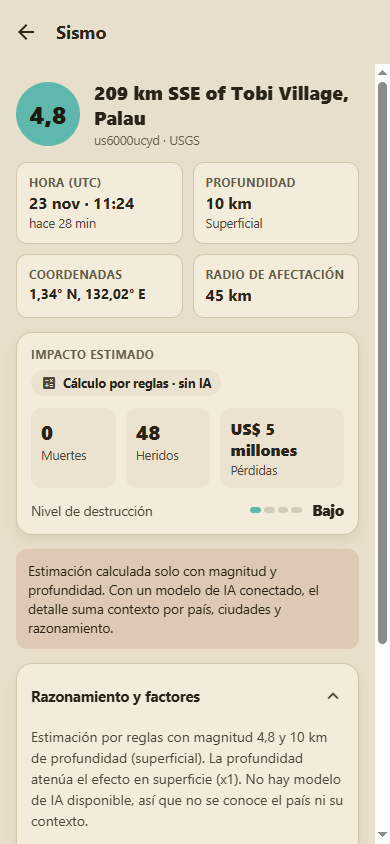 Sismo
4,8
209 km SSE of Tobi Village,
Palau
us6000ucyd · USGS
HORA (UTC)
23 nov · 11:24
hace 28 min
PROFUNDIDAD
10 km
Superficial
COORDENADAS
1,34° N, 132,02° E
RADIO DE AFECTACIÓN
45 km
IMPACTO ESTIMADO
Cálculo por reglas · sin IA
0
Muertes
48
Heridos
US$ 5
millones
Pérdidas
Nivel de destrucción
Bajo
Estimación calculada solo con magnitud y
profundidad. Con un modelo de IA conectado, el
detalle suma contexto por país, ciudades y
razonamiento.
Razonamiento y factores
Estimación por reglas con magnitud 4,8 y 10 km
de profundidad (superficial). La profundidad
atenúa el efecto en superficie (x1). No hay modelo
de IA disponible, así que no se conoce el país ni su
contexto.